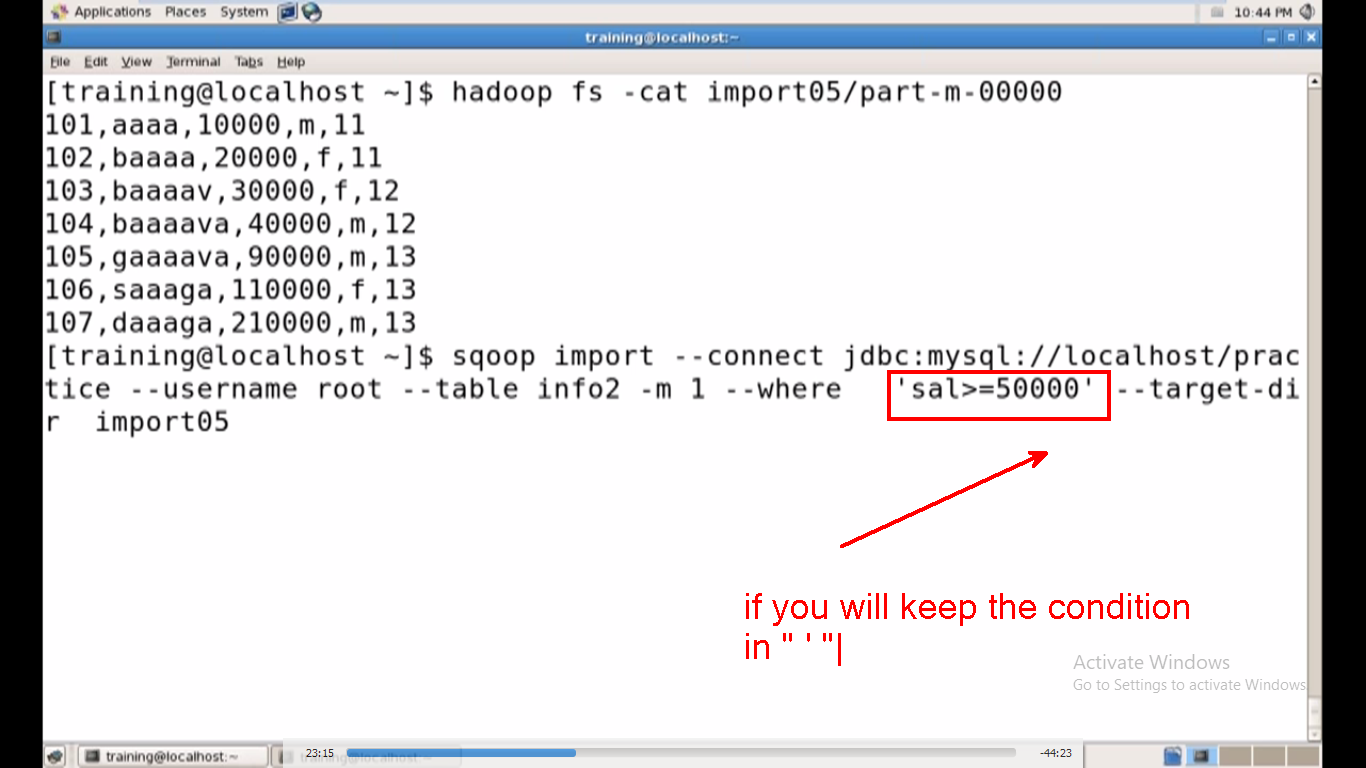 Applications Places System 10:44 PM
training@localhost:~
File Edit View Terminal Tabs Help
[training@localhost ~]$ hadoop fs -cat import05/part-m-00000
101,aaaa,10000,m,11
102,baaaa,20000,f,11
103,baaaav,30000,f,12
104,baaaava,40000,m,12
105,gaaaava,90000,m,13
106,saaaga,110000,f,13
107,daaaga,210000,m,13
[training@localhost ~]$ sqoop import --connect jdbc:mysql://localhost/prac
tice --username root --table info2 -m 1 --where 'sal>=50000' --target-di
r import05
if you will keep the condition
in " ' "|
Activate Windows
Go to Settings to activate Windows
training@localhost:~ 23:15 training@localhost:~ -44:23